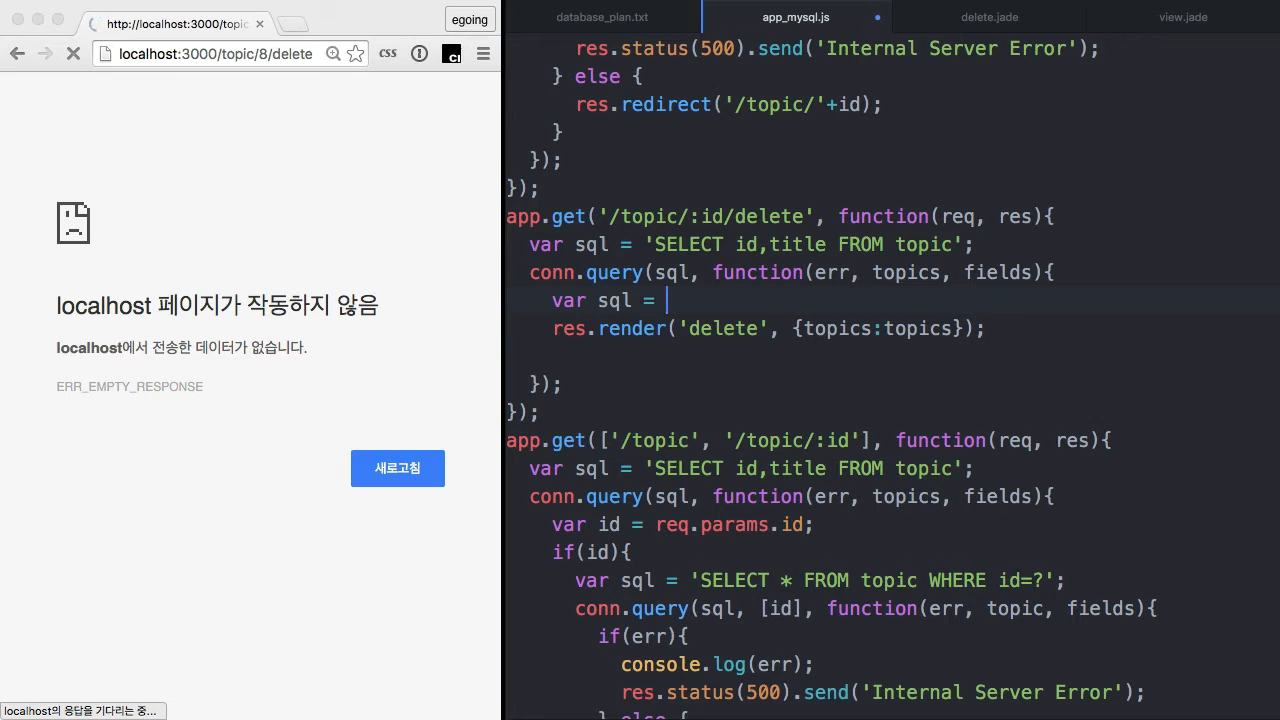 http://localhost:3000/topic
egoing
localhost:3000/topic/8/delete
css
localhost 페이지가 작동하지 않음
localhost에서 전송한 데이터가 없습니다.
ERR_EMPTY_RESPONSE
새로고침
localhost의 응답을 기다리는 중...
database_plan.txt
app_mysql.js
delete.jade
view.jade
res.status(500).send('Internal Server Error');
} else {
res.redirect('/topic/'+id);
}
});
});
app.get('/topic/:id/delete', function(req, res){
var sql = 'SELECT id,title FROM topic';
conn.query(sql, function(err, topics, fields){
var sql =
res.render('delete', {topics:topics});
});
});
app.get(['/topic', '/topic/:id'], function(req, res){
var sql = 'SELECT id,title FROM topic';
conn.query(sql, function(err, topics, fields){
var id = req.params.id;
if(id){
var sql = 'SELECT * FROM topic WHERE id=?';
conn.query(sql, [id], function(err, topic, fields){
if(err){
console.log(err);
res.status(500).send('Internal Server Error');
} else {